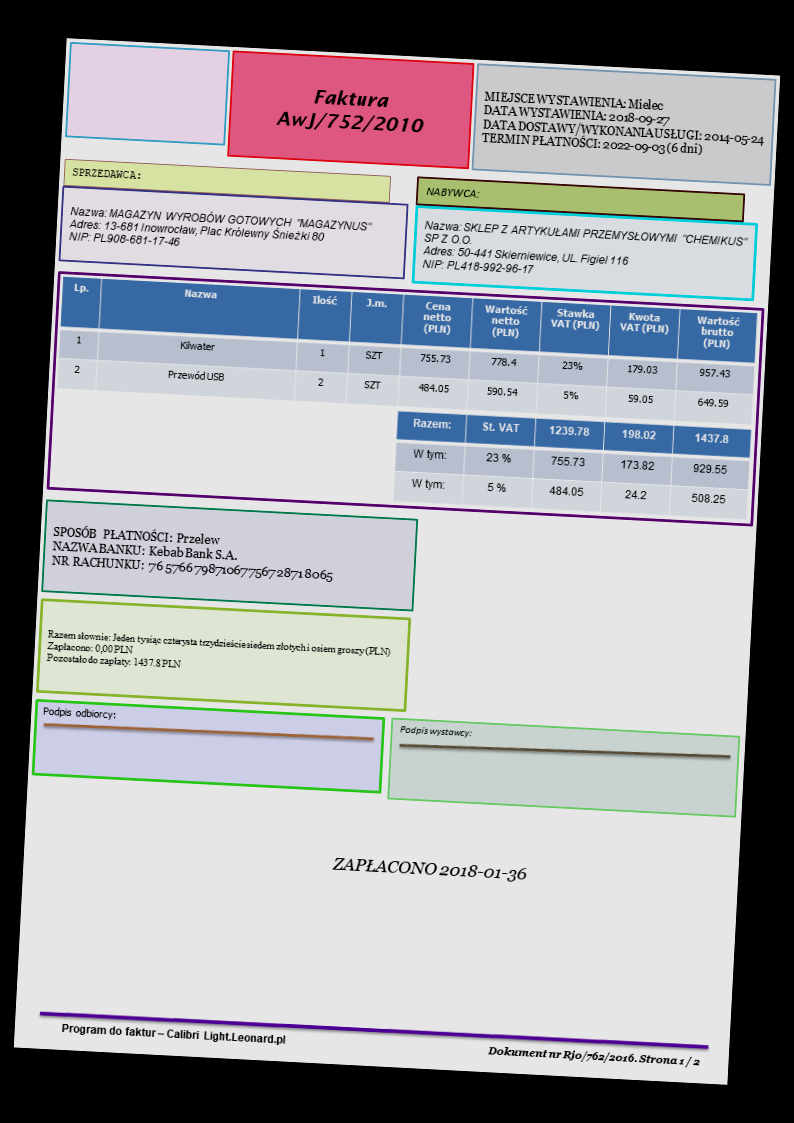 Faktura
AwJ/752/2010
MIEJSCE WYSTAWIENIA: Mielec
DATA WYSTAWIENIA: 2018-09-27
DATA DOSTAWY/WYKONANIA USŁUGI: 2014-05-24
TERMIN PŁATNOŚCI: 2022-09-03 (6 dni)
SPRZEDAWCA:
Nazwa: MAGAZYN WYROBÓW GOTOWYCH "MAGAZYNUS"
Adres: 13-681 Inowrocław, Plac Królewny Śnieżki 80
NIP: PL908-681-17-46
NABYWCA:
Nazwa: SKLEP Z ARTYKUŁAMI PRZEMYSŁOWYMI "CHEMIKUS"
SP Z O.O.
Adres: 50-441 Skierniewice, UL. Figiel 116
NIP: PL418-992-96-17
Lp. Nazwa Ilość J.m. Cena netto (PLN) Wartość netto (PLN) Stawka VAT (PLN) Kwota VAT (PLN) Wartość brutto (PLN)
1 Kilwater 1 SZT 755.73 778.4 23% 179.03 957.43
2 Przewód USB 2 SZT 484.05 590.54 5% 59.05 649.59
Razem: St. VAT 1239.78 198.02 1437.8
W tym: 23 % 755.73 173.82 929.55
W tym: 5 % 484.05 24.2 508.25
SPOSÓB PŁATNOŚCI: Przelew
NAZWA BANKU: Kebab Bank S.A.
NR RACHUNKU: 76 5766 7987 1067 7567 2871 8065
Razem słownie: Jeden tysiąc czterysta trzydzieście siedem złotych i osiem groszy (PLN)
Zapłacono: 0,00 PLN
Pozostało do zapłaty: 1437.8 PLN
Podpis odbiorcy:
Podpis wystawcy:
ZAPŁACONO 2018-01-36
Program do faktur – Calibri Light.Leonard.pl
Dokument nr Rjo/762/2016. Strona 1 / 2